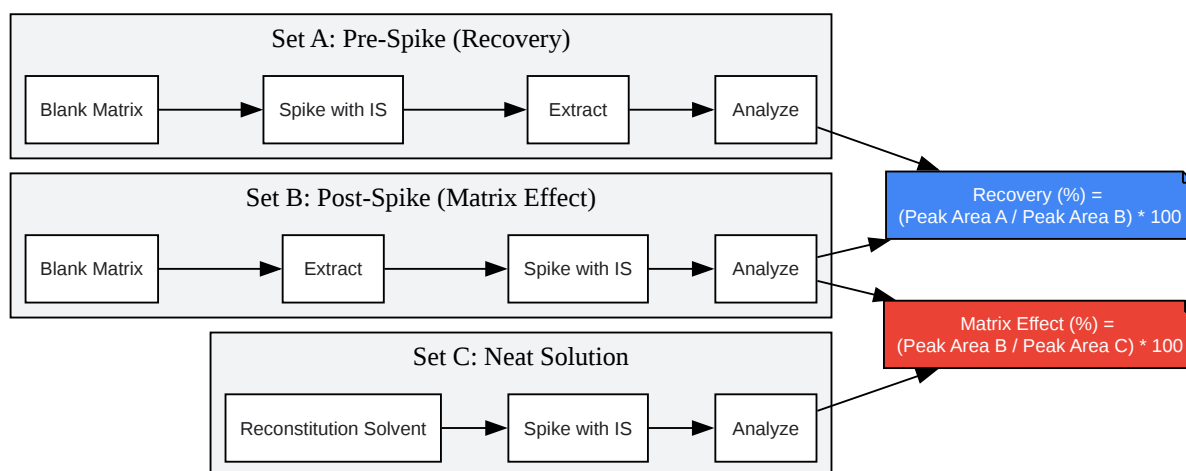 Set A: Pre-Spike (Recovery)
Blank Matrix
Spike with IS
Extract
Analyze
Recovery (%) =
(Peak Area A / Peak Area B) * 100
Set B: Post-Spike (Matrix Effect)
Blank Matrix
Extract
Spike with IS
Analyze
Matrix Effect (%) =
(Peak Area B / Peak Area C) * 100
Set C: Neat Solution
Reconstitution Solvent
Spike with IS
Analyze